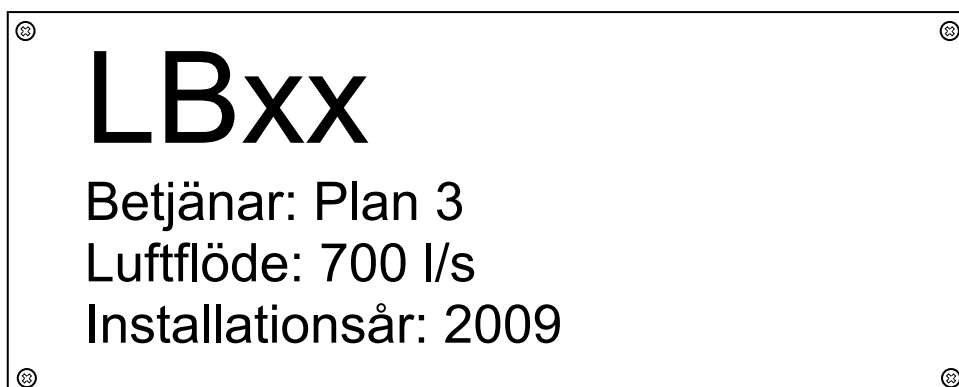 LBxx
Betjänar: Plan 3
Luftflöde: 700 l/s
Installationsår: 2009